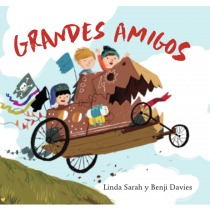 GRANDES AMIGOS
Linda Sarah y Benji Davies